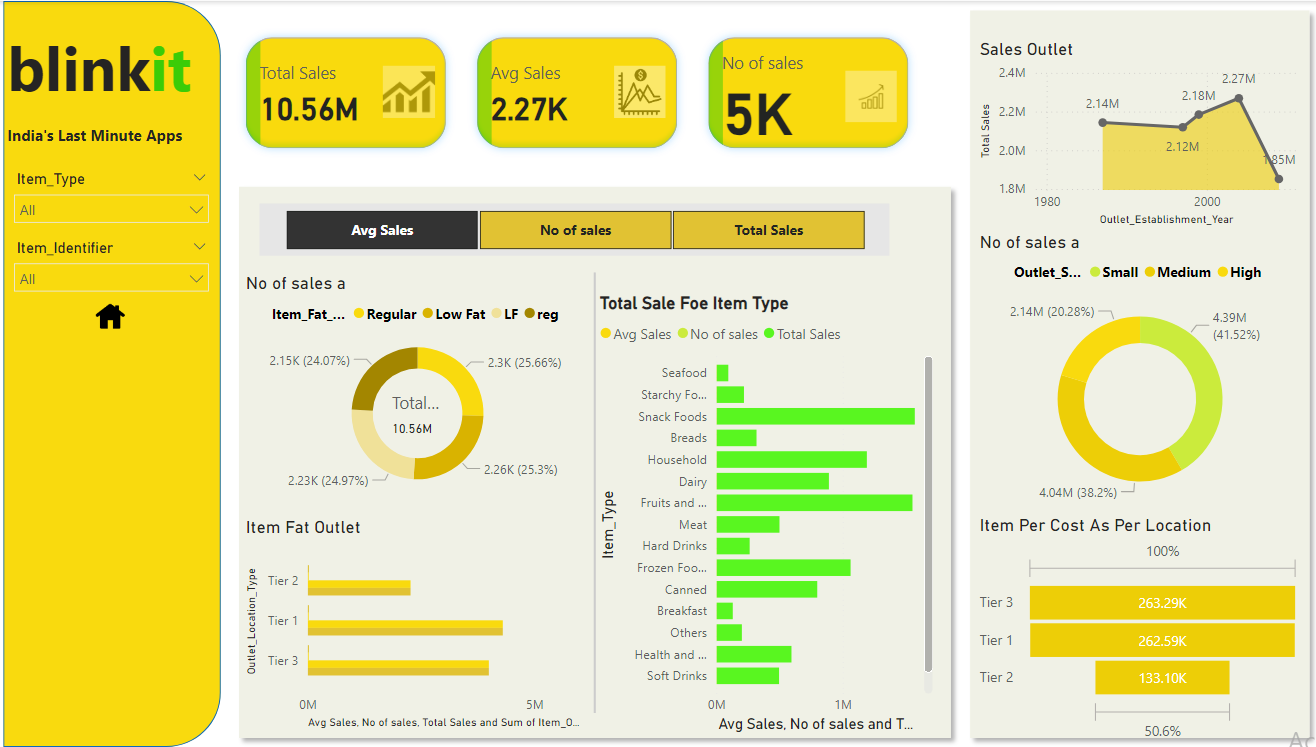 blinkit
India's Last Minute Apps
Item_Type
All
Item_Identifier
All
Total Sales
10.56M
Avg Sales
2.27K
No of sales
5K
Avg Sales
No of sales
Total Sales
No of sales a
Item_Fat_... Regular Low Fat LF reg
2.15K (24.07%)
2.3K (25.66%)
Total...
10.56M
2.23K (24.97%)
2.26K (25.3%)
Item Fat Outlet
Outlet_Location_Type
Tier 2
Tier 1
Tier 3
0M 5M
Avg Sales, No of sales, Total Sales and Sum of Item_O...
Total Sale Foe Item Type
Avg Sales No of sales Total Sales
Item_Type
Seafood
Starchy Fo...
Snack Foods
Breads
Household
Dairy
Fruits and ...
Meat
Hard Drinks
Frozen Foo...
Canned
Breakfast
Others
Health and ...
Soft Drinks
0M 1M
Avg Sales, No of sales and T...
Sales Outlet
Total Sales
2.4M
2.2M
2.0M
1.8M
2.14M
2.12M
2.18M
2.27M
1.85M
1980 2000
Outlet_Establishment_Year
No of sales a
Outlet_S... Small Medium High
2.14M (20.28%)
4.39M
(41.52%)
4.04M (38.2%)
Item Per Cost As Per Location
100%
Tier 3 263.29K
Tier 1 262.59K
Tier 2 133.10K
50.6%